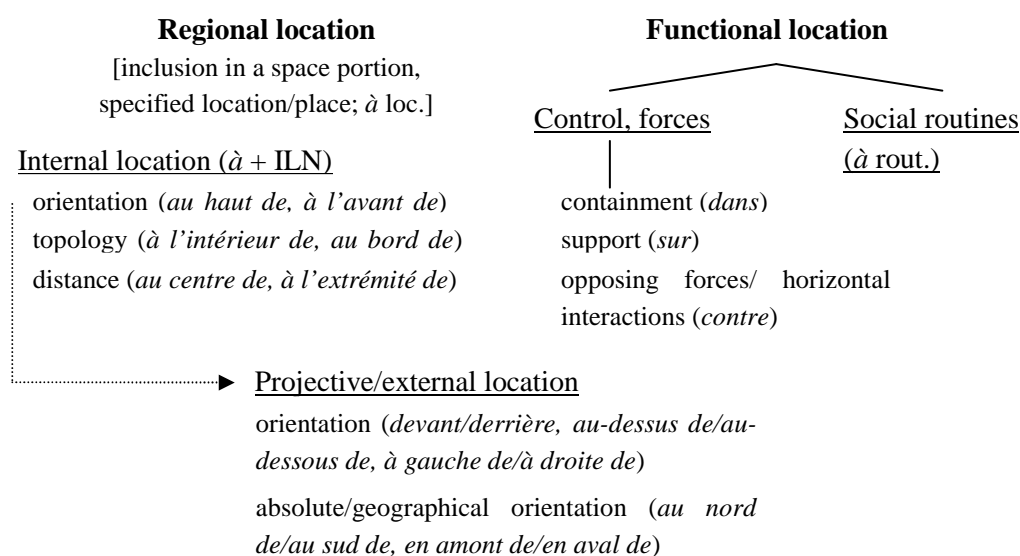 Regional location
[inclusion in a space portion,
specified location/place; à loc.]
Internal location (à + ILN)
orientation (au haut de, à l'avant de)
topology (à l'intérieur de, au bord de)
distance (au centre de, à l'extrémité de)
Functional location
Control, forces
Social routines
(à rout.)
containment (dans)
support (sur)
opposing forces/ horizontal
interactions (contre)
Projective/external location
orientation (devant/derrière, au-dessus de/au-
dessous de, à gauche de/à droite de)
absolute/geographical orientation (au nord
de/au sud de, en amont de/en aval de)